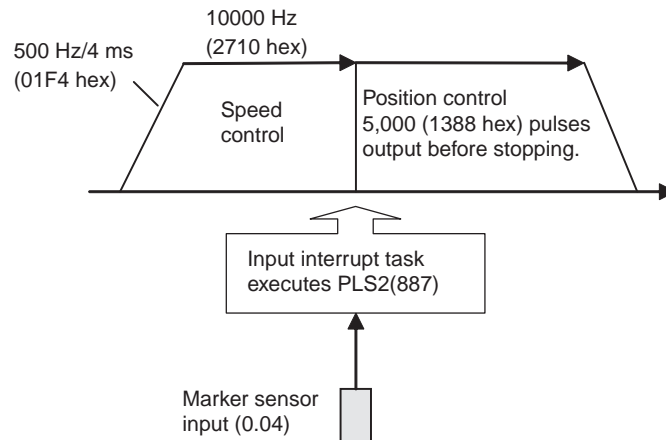 10000 Hz
(2710 hex)
500 Hz/4 ms
(01F4 hex)
Speed
control
Position control
5,000 (1388 hex) pulses
output before stopping.
Input interrupt task
executes PLS2(887)
Marker sensor
input (0.04)